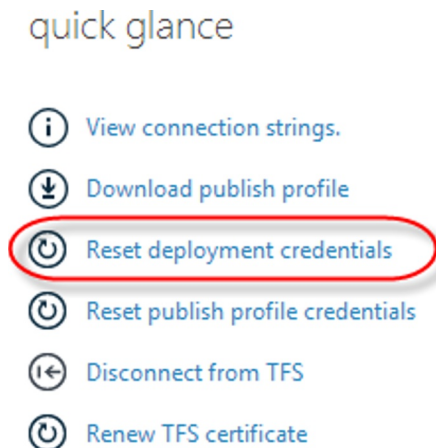 quick glance
View connection strings.
Download publish profile
Reset deployment credentials
Reset publish profile credentials
Disconnect from TFS
Renew TFS certificate